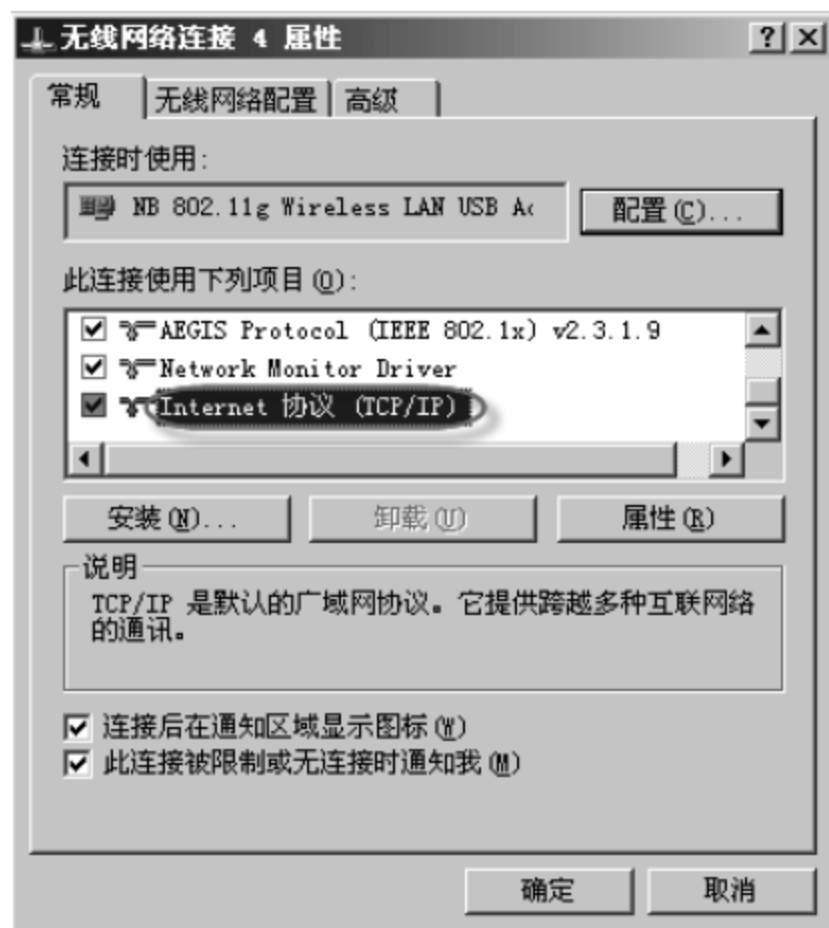 无线网络连接 4 属性
常规 无线网络配置 高级
连接时使用:
NB 802.11g Wireless LAN USB
配置(C)...
此连接使用下列项目(O):
AEGIS Protocol (IEEE 802.1x) v2.3.1.9
Network Monitor Driver
Internet 协议 (TCP/IP)
安装(N)... 卸载(U) 属性(R)
说明
TCP/IP 是默认的广域网协议。它提供跨越多种互联网络
的通讯。
连接后在通知区域显示图标(W)
此连接被限制或无连接时通知我(M)
确定 取消